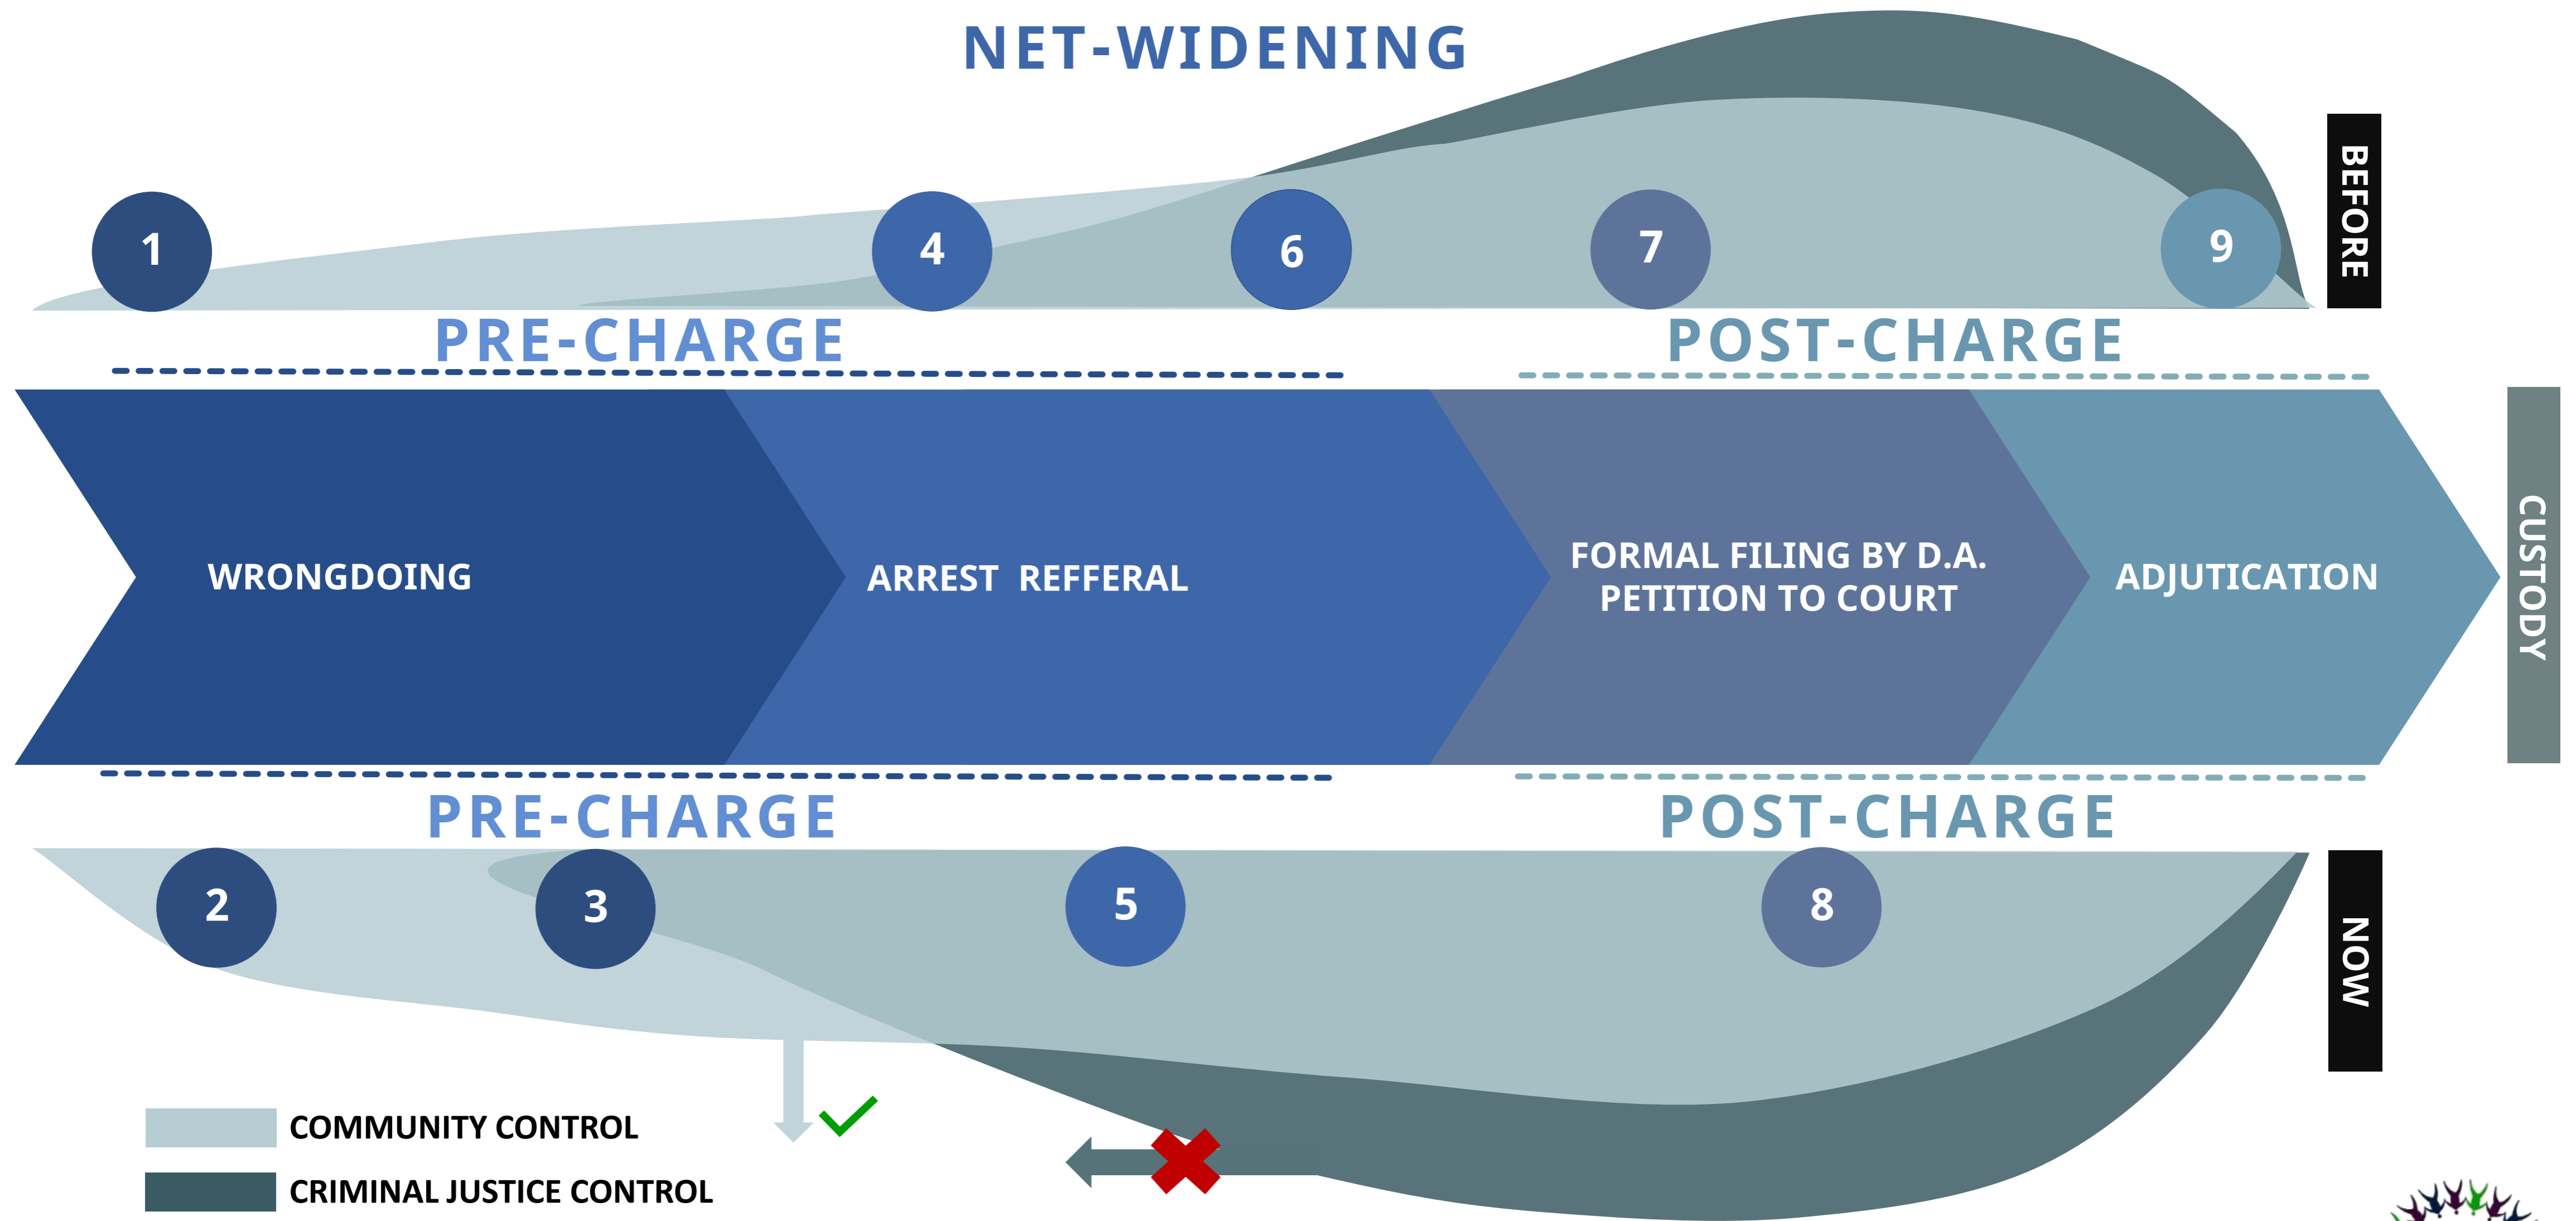 NET-WIDENING
BEFORE
1
4
6
7
9
PRE-CHARGE
POST-CHARGE
WRONGDOING
ARREST REFFERAL
FORMAL FILING BY D.A.
PETITION TO COURT
ADJUTICATION
CUSTODY
PRE-CHARGE
POST-CHARGE
2
3
5
8
NOW
COMMUNITY CONTROL
CRIMINAL JUSTICE CONTROL